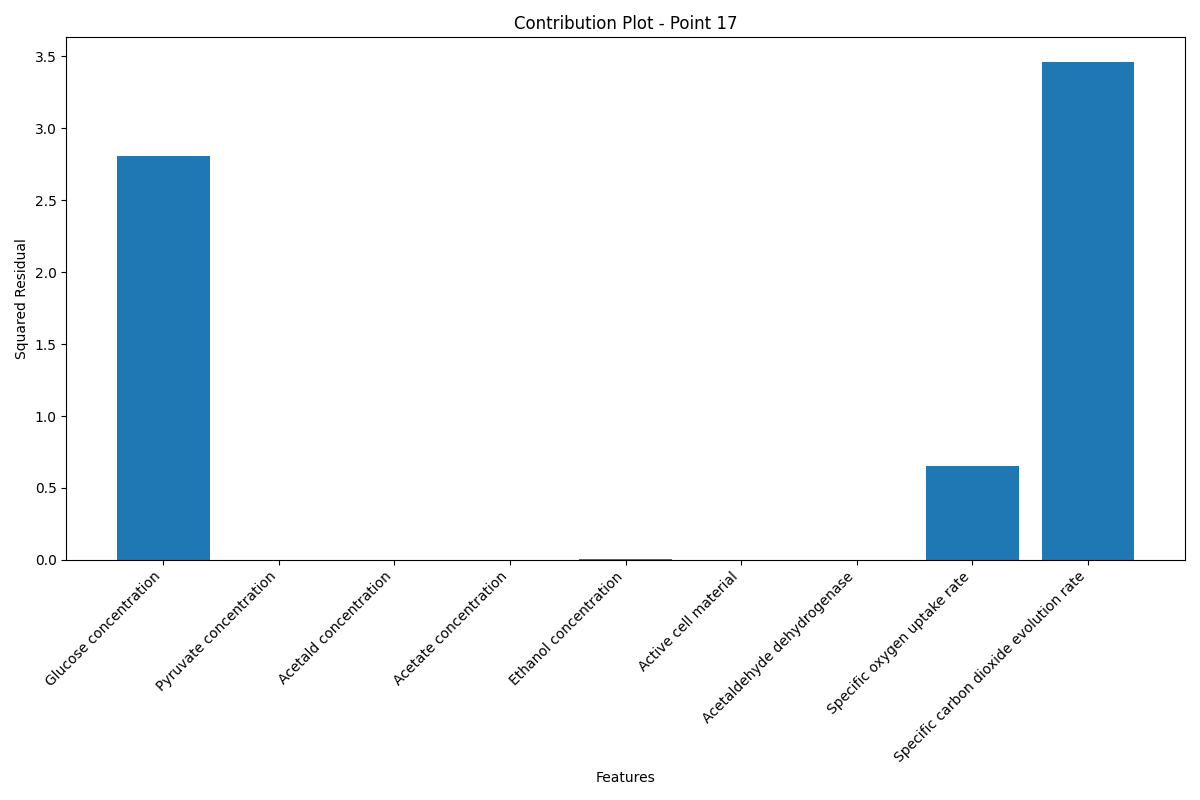 Contribution Plot - Point 17
Squared Residual
3.5
3.0
2.5
2.0
1.5
1.0
0.5
0.0
Glucose concentration
Pyruvate concentration
Acetald concentration
Acetate concentration
Ethanol concentration
Active cell material
Acetaldehyde dehydrogenase
Specific oxygen uptake rate
Specific carbon dioxide evolution rate
Features